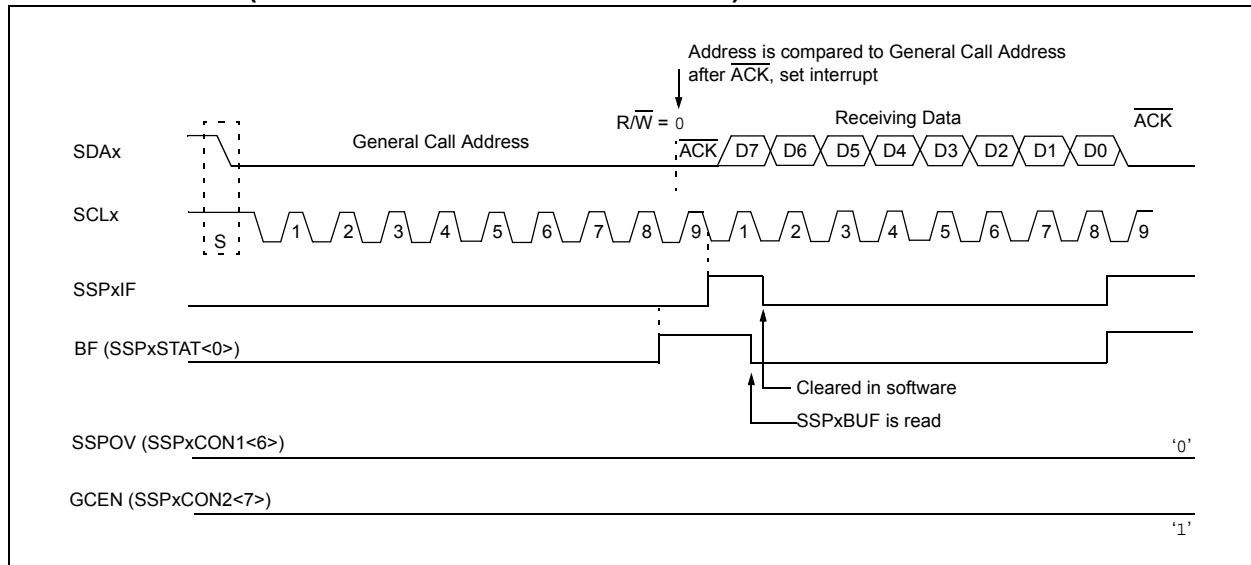 Address is compared to General Call Address
after ACK, set interrupt
R/W = 0
Receiving Data
ACK
General Call Address
SDAx
ACK D7 D6 D5 D4 D3 D2 D1 D0
SCLx
S 1 2 3 4 5 6 7 8 9 1 2 3 4 5 6 7 8 9
SSPxIF
BF (SSPxSTAT<0>)
Cleared in software
SSPxBUF is read
SSPOV (SSPxCON1<6>)
‘0’
GCEN (SSPxCON2<7>)
‘1’